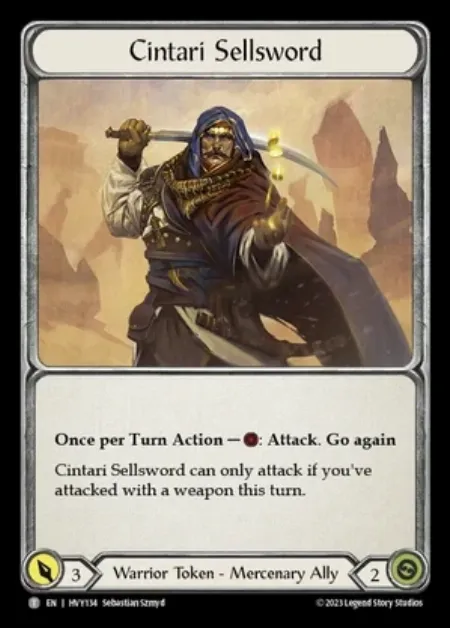 Cintari Sellsword
Once per Turn Action — : Attack. Go again
Cintari Sellsword can only attack if you've
attacked with a weapon this turn.
3
Warrior Token - Mercenary Ally
2
T EN | HVY134 Sebastian Szmyd
© 2023 Legend Story Studios